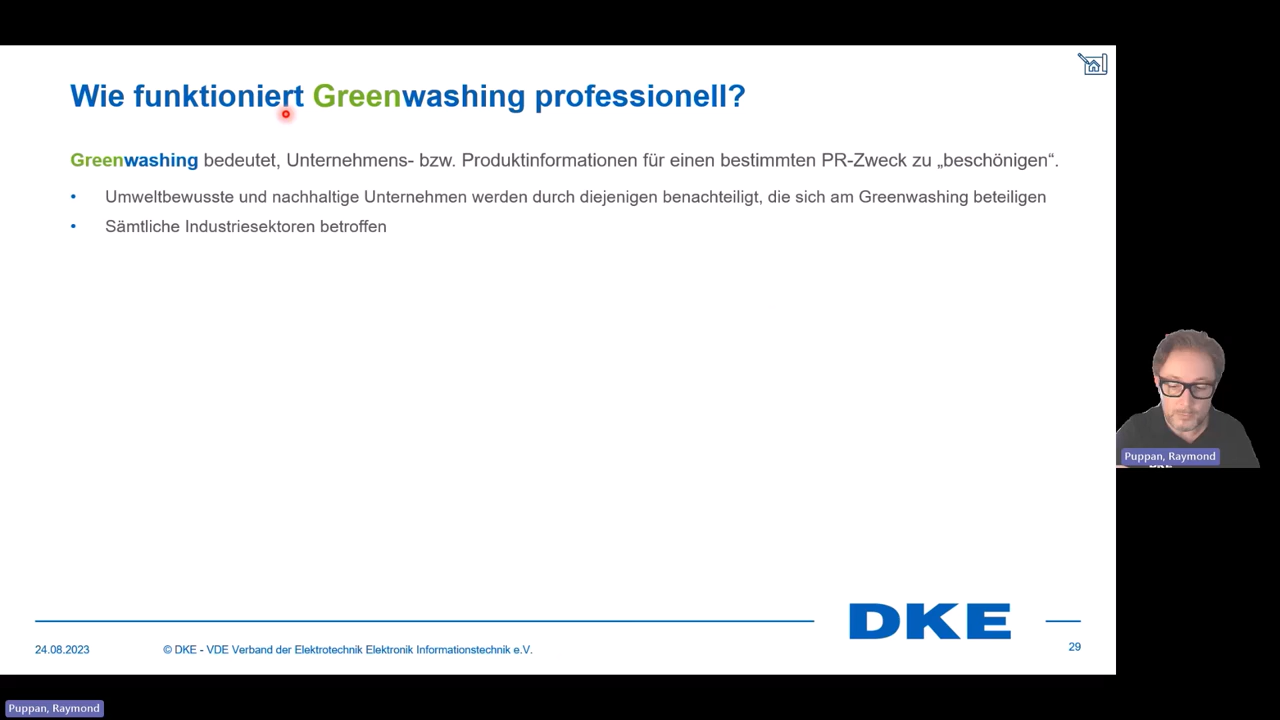 Wie funktioniert Greenwashing professionell?
Greenwashing bedeutet, Unternehmens- bzw. Produktinformationen für einen bestimmten PR-Zweck zu „beschönigen“.
• Umweltbewusste und nachhaltige Unternehmen werden durch diejenigen benachteiligt, die sich am Greenwashing beteiligen
• Sämtliche Industriesektoren betroffen
Puppan, Raymond
DKE
24.08.2023
© DKE - VDE Verband der Elektrotechnik Elektronik Informationstechnik e.V.
29
Puppan, Raymond